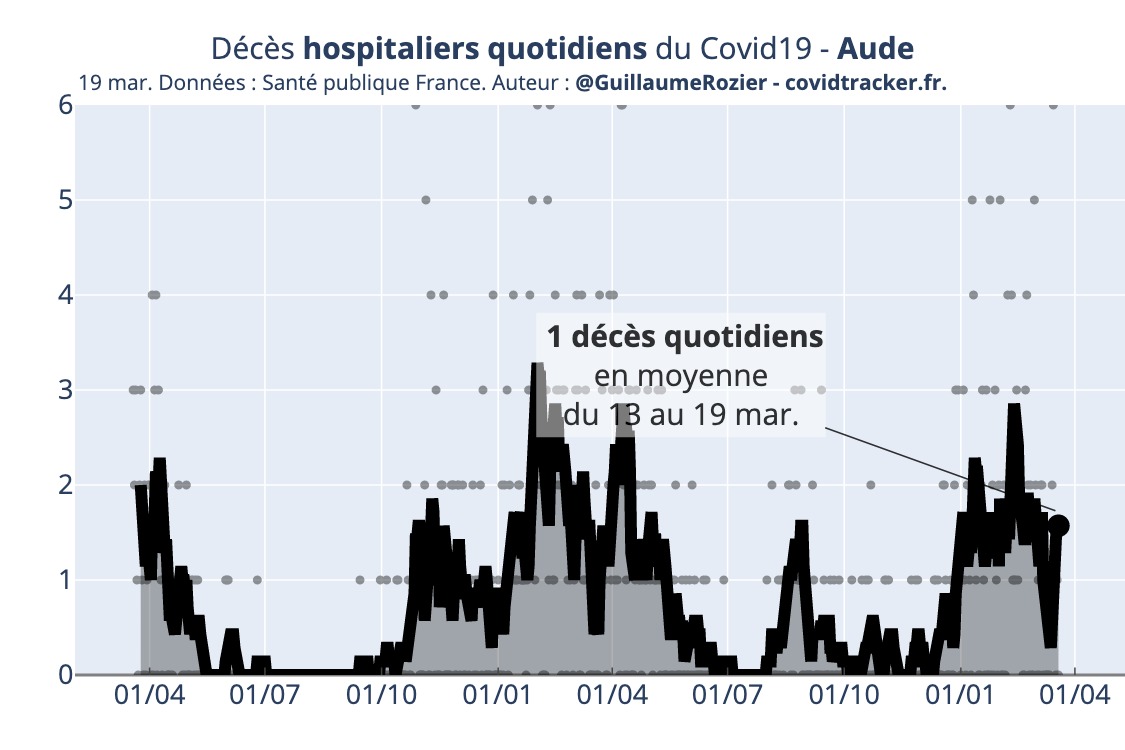 Décès hospitaliers quotidiens du Covid19 - Aude
19 mar. Données : Santé publique France. Auteur : @GuillaumeRozier - covidtracker.fr.
6
5
4
3
2
1
0
1 décès quotidiens
en moyenne
du 13 au 19 mar.
01/04 01/07 01/10 01/01 01/04 01/07 01/10 01/01 01/04